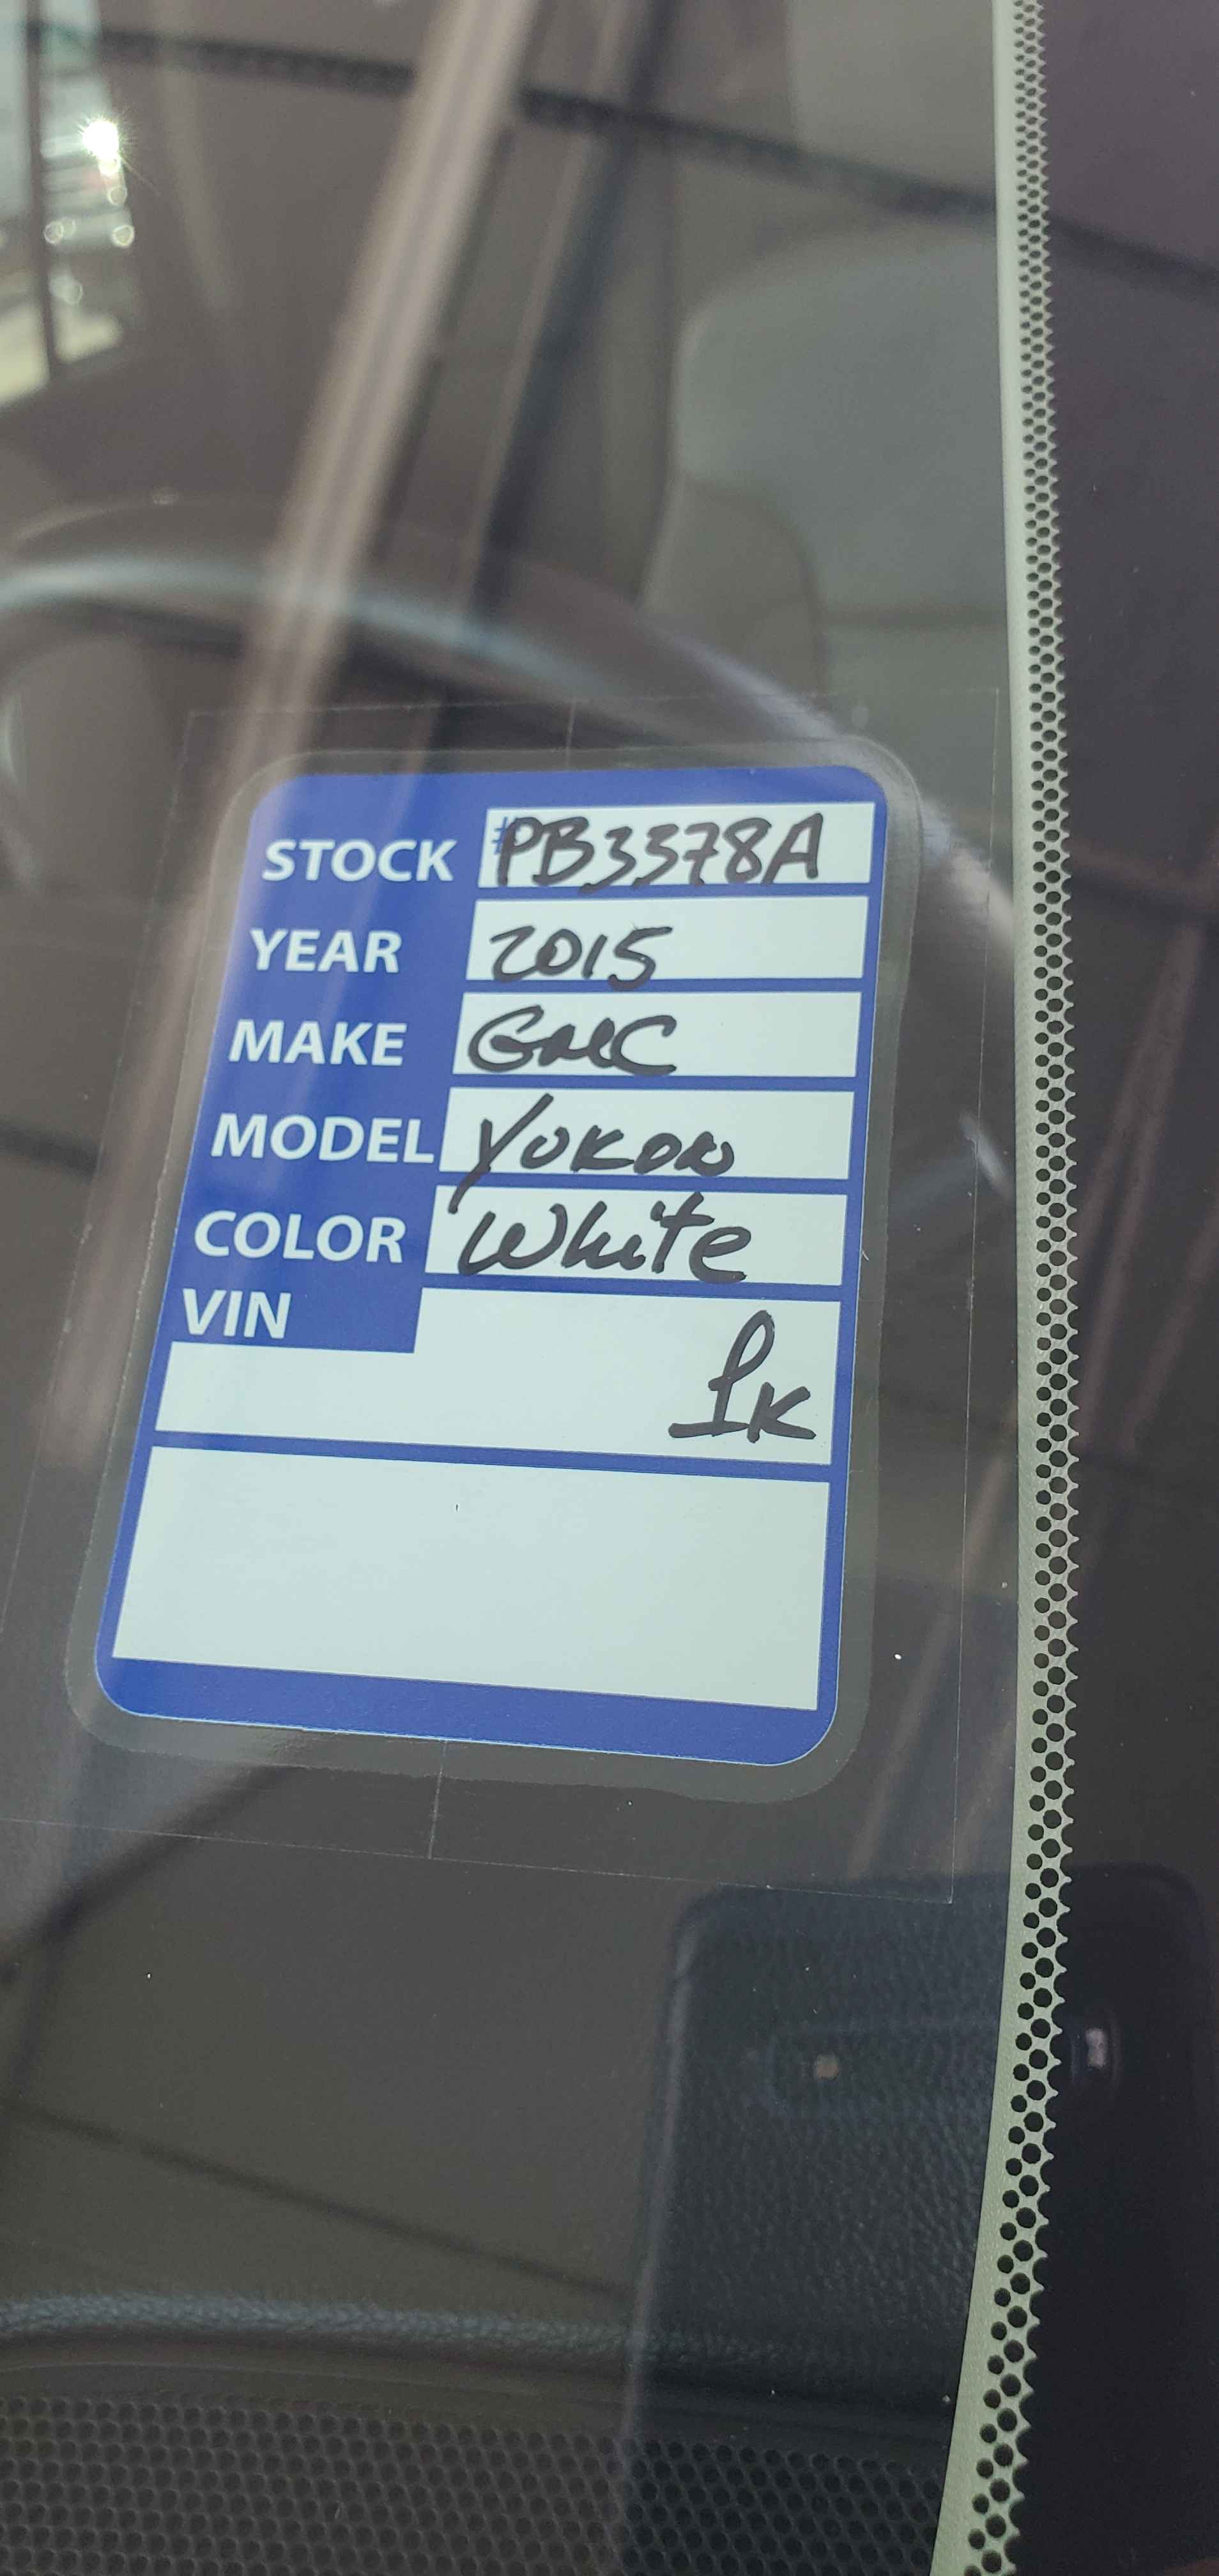 STOCK #PB3378A
YEAR 2015
MAKE GMC
MODEL Yukon
COLOR White
VIN
1K